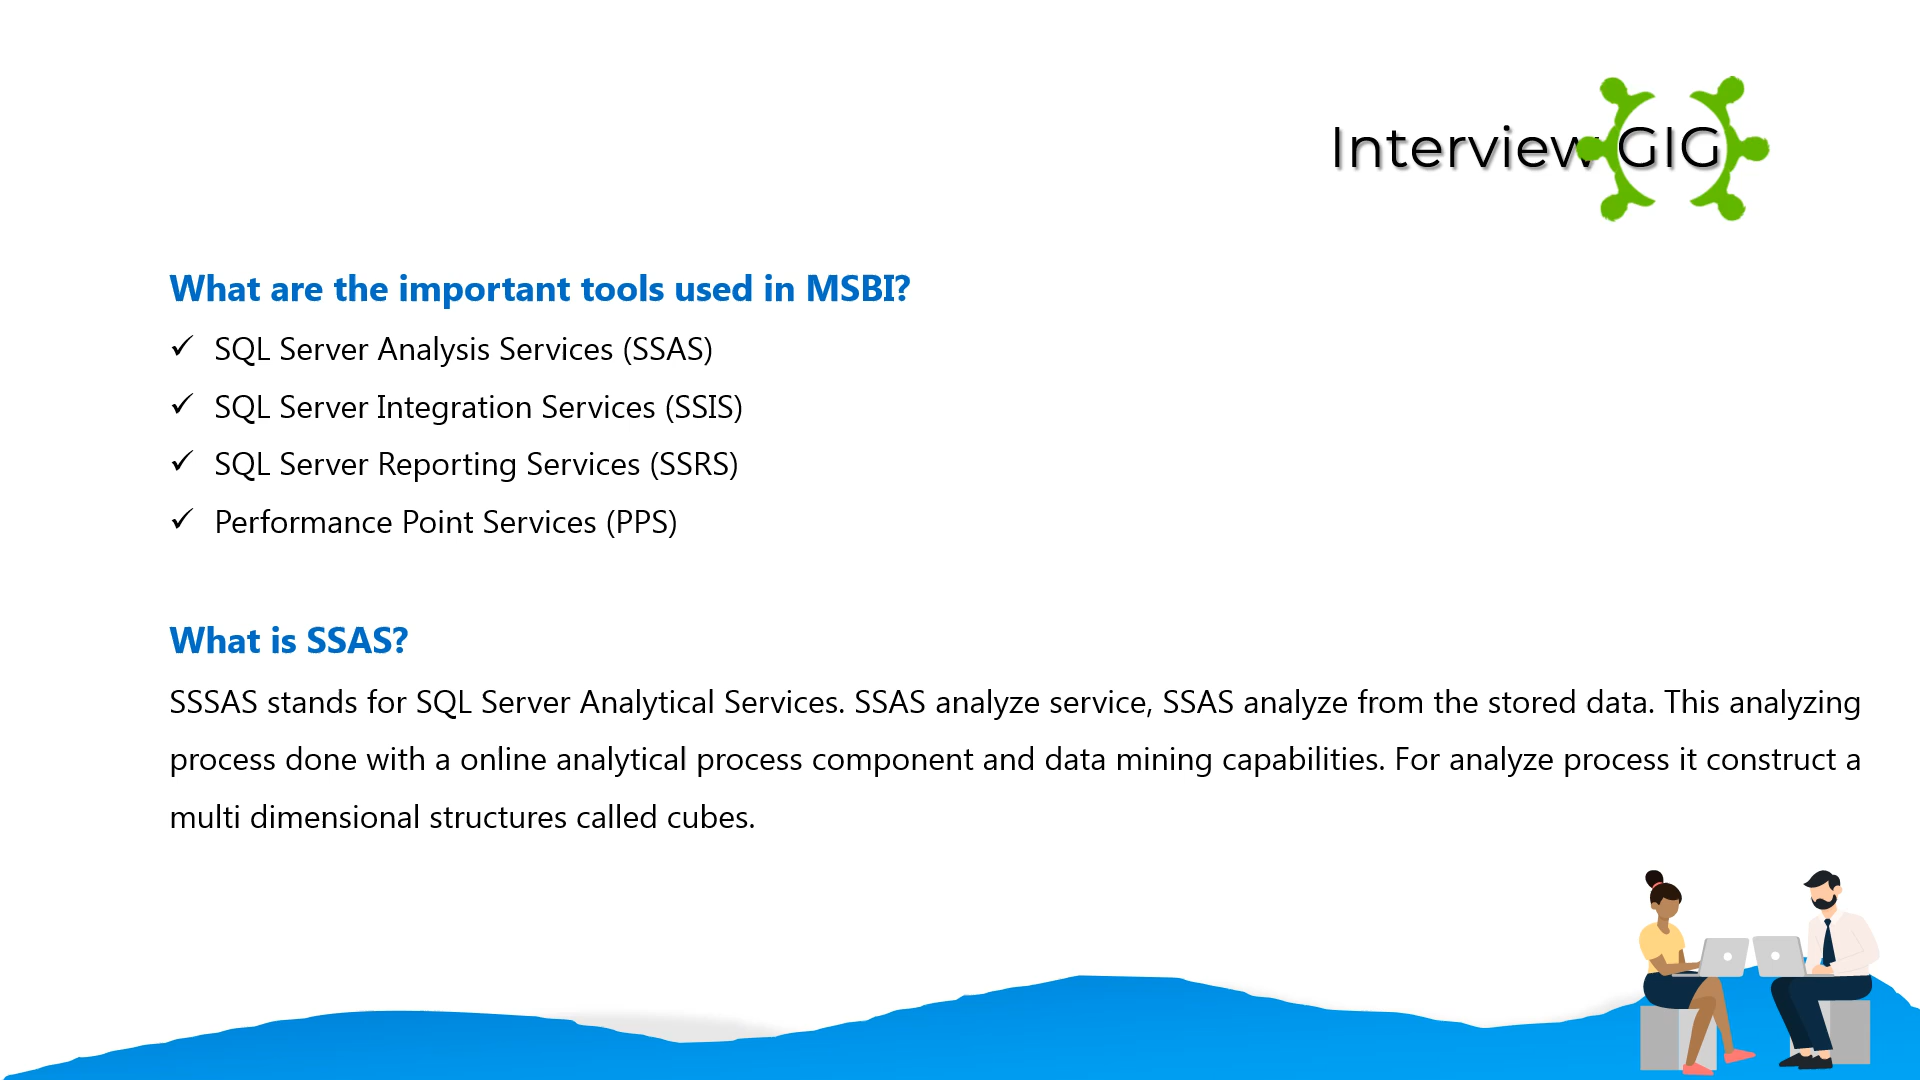 Interview GIG
What are the important tools used in MSBI?
✓ SQL Server Analysis Services (SSAS)
✓ SQL Server Integration Services (SSIS)
✓ SQL Server Reporting Services (SSRS)
✓ Performance Point Services (PPS)
What is SSAS?
SSSAS stands for SQL Server Analytical Services. SSAS analyze service, SSAS analyze from the stored data. This analyzing
process done with a online analytical process component and data mining capabilities. For analyze process it construct a
multi dimensional structures called cubes.